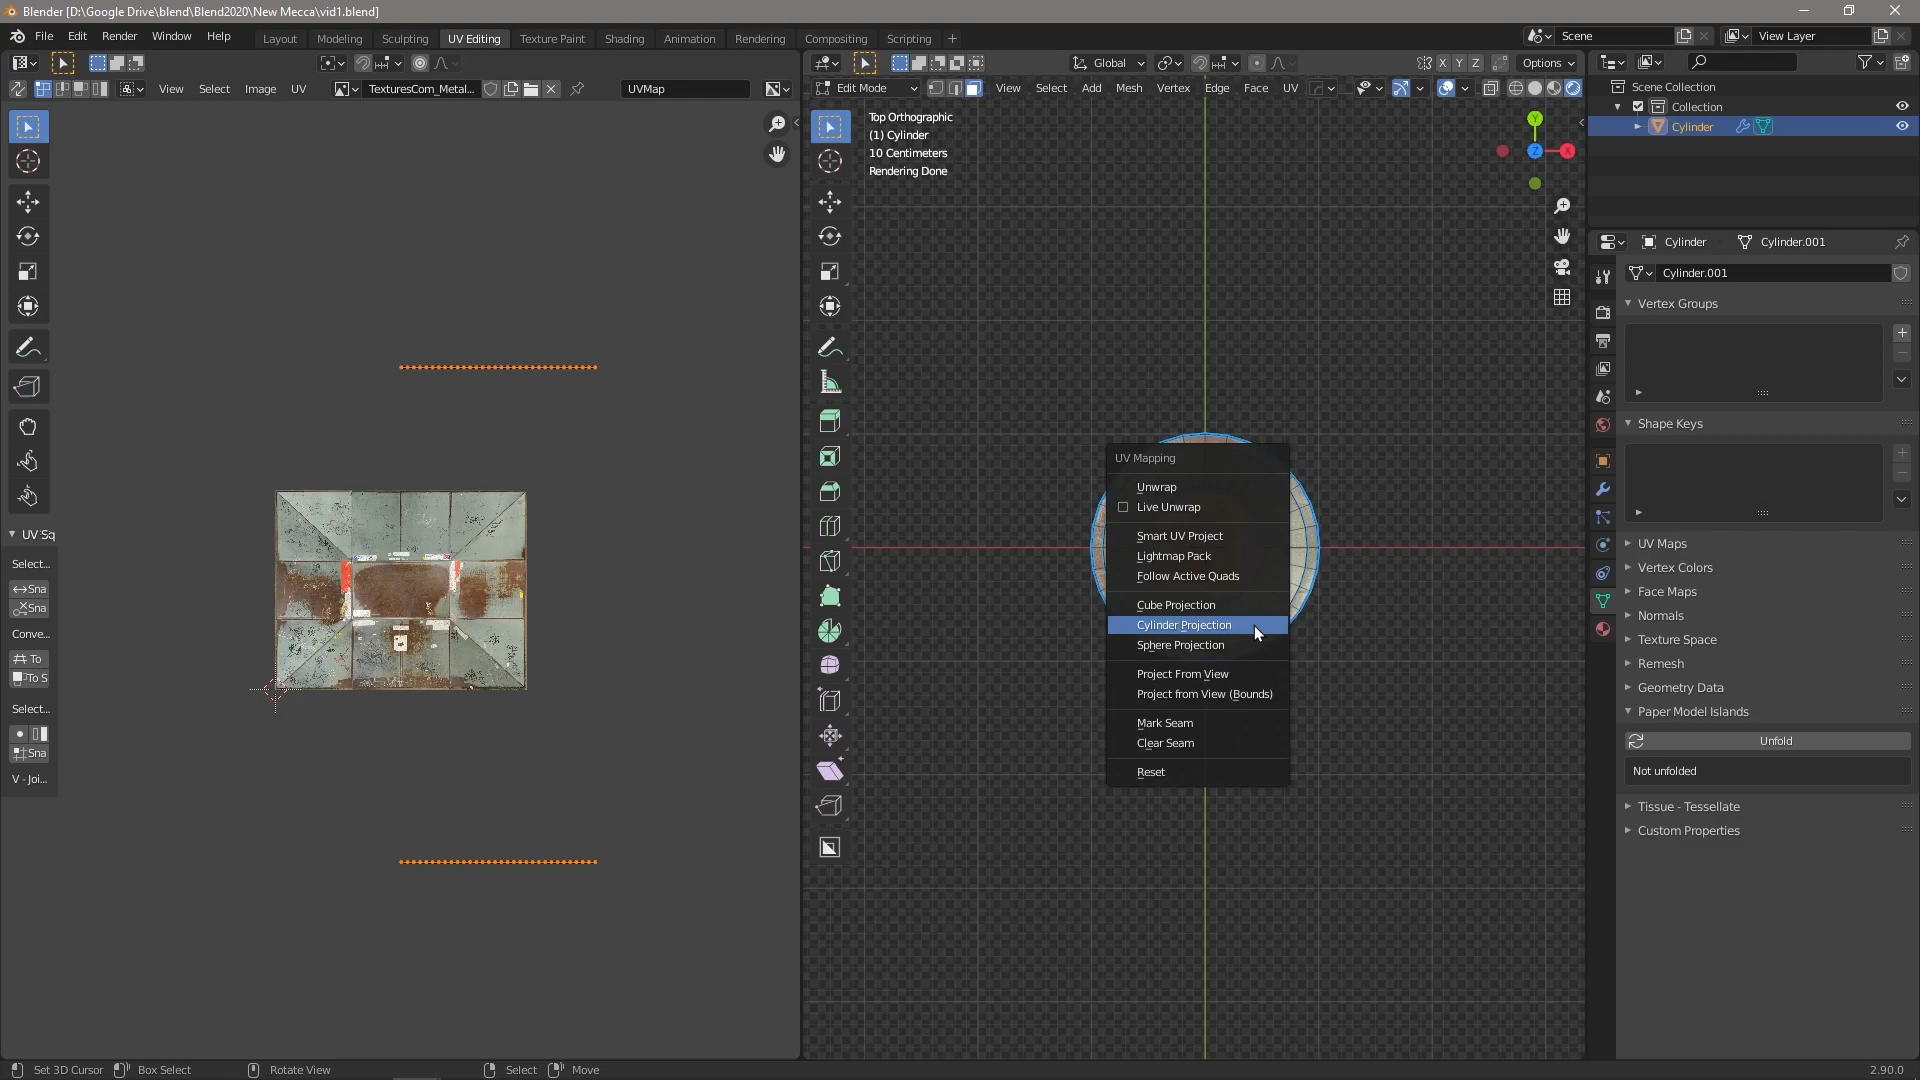 Blender [D:\Google Drive\blend\Blend2020\New Mecca\vid1.blend]
File Edit Render Window Help Layout Modeling Sculpting UV Editing Texture Paint Shading Animation Rendering Compositing Scripting Scene View Layer
Global X Y Z Options
View Select Image UV TexturesCom_Metal... UVMap Edit Mode View Select Add Mesh Vertex Edge Face UV
Scene Collection
Collection
Cylinder
Top Orthographic
(1) Cylinder
10 Centimeters
Rendering Done
Y
Z
X
Cylinder Cylinder.001
Cylinder.001
Vertex Groups
Shape Keys
UV Maps
Vertex Colors
Face Maps
Normals
Texture Space
Remesh
Geometry Data
Paper Model Islands
Unfold
Not unfolded
Tissue - Tessellate
Custom Properties
UV Mapping
Unwrap
Live Unwrap
Smart UV Project
Lightmap Pack
Follow Active Quads
Cube Projection
Cylinder Projection
Sphere Projection
Project From View
Project from View (Bounds)
Mark Seam
Clear Seam
Reset
UV Sq
Select...
Sna
Sna
Conve...
To
To S
Select...
Sna
V - Joi...
Set 3D Cursor Box Select Rotate View Select Move 2.90.0